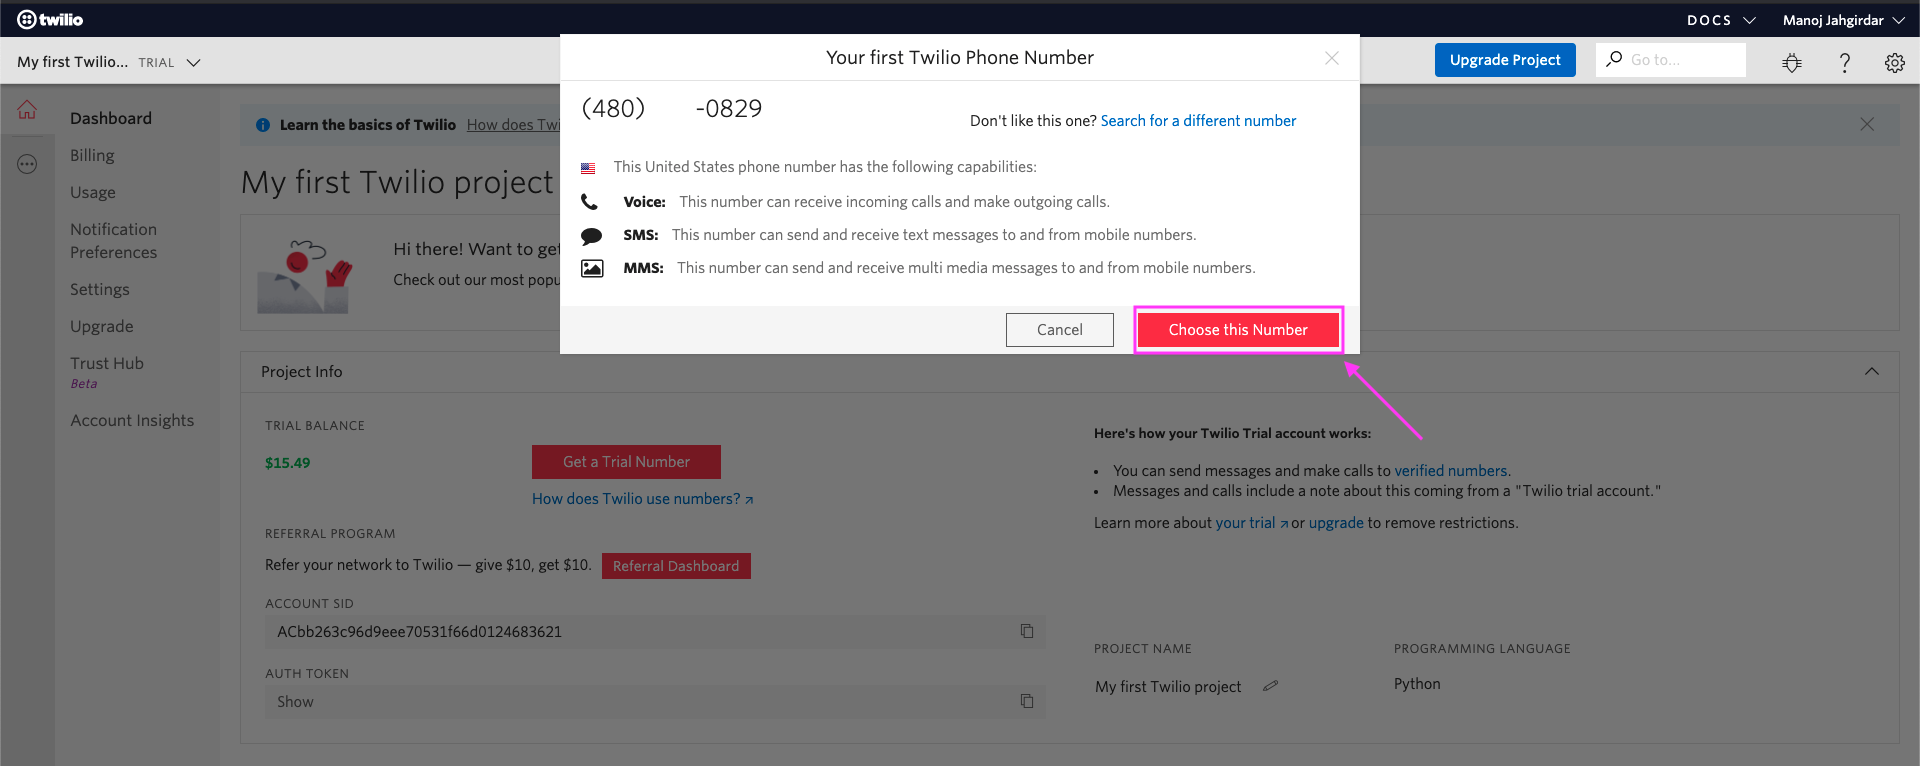 twilio
DOCS
Manoj Jahgirdar
My first Twilio... TRIAL
Upgrade Project
Go to...
Your first Twilio Phone Number
(480) -0829
Don't like this one? Search for a different number
This United States phone number has the following capabilities:
Voice: This number can receive incoming calls and make outgoing calls.
SMS: This number can send and receive text messages to and from mobile numbers.
MMS: This number can send and receive multi media messages to and from mobile numbers.
Cancel
Choose this Number
Dashboard
Billing
Usage
Notification
Preferences
Settings
Upgrade
Trust Hub
Beta
Account Insights
Learn the basics of Twilio How does Twi
My first Twilio project
Hi there! Want to get
Check out our most popu
Project Info
TRIAL BALANCE
$15.49
Get a Trial Number
How does Twilio use numbers?
REFERRAL PROGRAM
Refer your network to Twilio — give $10, get $10.
Referral Dashboard
ACCOUNT SID
ACbb263c96d9eee70531f66d0124683621
AUTH TOKEN
Show
Here's how your Twilio Trial account works:
• You can send messages and make calls to verified numbers.
• Messages and calls include a note about this coming from a "Twilio trial account."
Learn more about your trial or upgrade to remove restrictions.
PROJECT NAME
My first Twilio project
PROGRAMMING LANGUAGE
Python